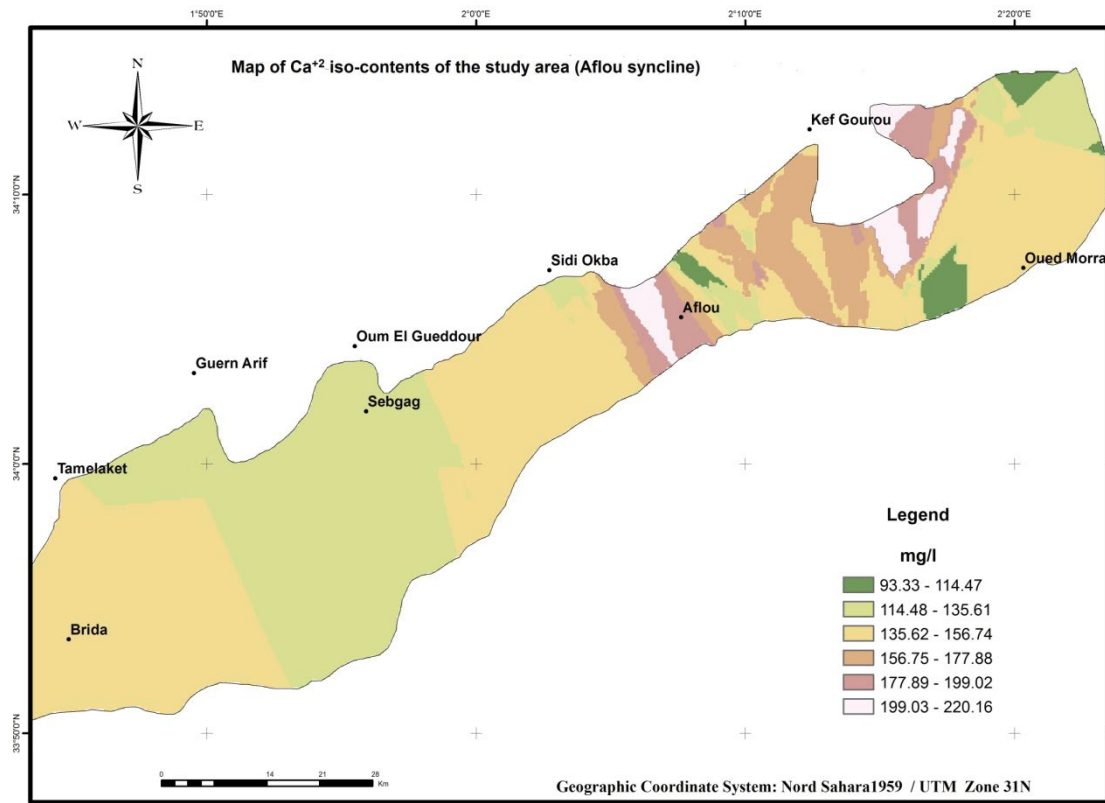 1°50'0"E 2°0'0"E 2°10'0"E 2°20'0"E
Map of Ca+2 iso-contents of the study area (Aflou syncline)
N
W E
S
Kef Gourou
34°10'0"N
Sidi Okba
Oued Morra
Aflou
Oum El Gueddour
Guern Arif
Sebgag
34°0'0"N
Tamelaket
Legend
mg/l
93.33 - 114.47
114.48 - 135.61
135.62 - 156.74
156.75 - 177.88
177.89 - 199.02
199.03 - 220.16
Brida
33°50'0"N
0 14 21 28
Km
Geographic Coordinate System: Nord Sahara1959 / UTM Zone 31N